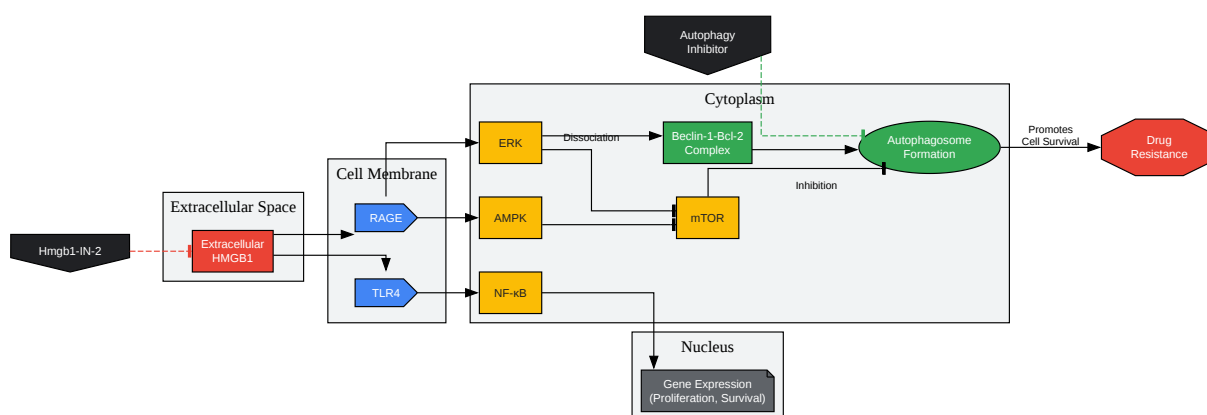 Autophagy
Inhibitor
Cytoplasm
ERK
Dissociation
Beclin-1-Bcl-2
Complex
Autophagosome
Formation
Promotes
Cell Survival
Drug
Resistance
Cell Membrane
Inhibition
Extracellular Space
RAGE
AMPK
mTOR
Hmgb1-IN-2
Extracellular
HMGB1
TLR4
NF-κB
Nucleus
Gene Expression
(Proliferation, Survival)